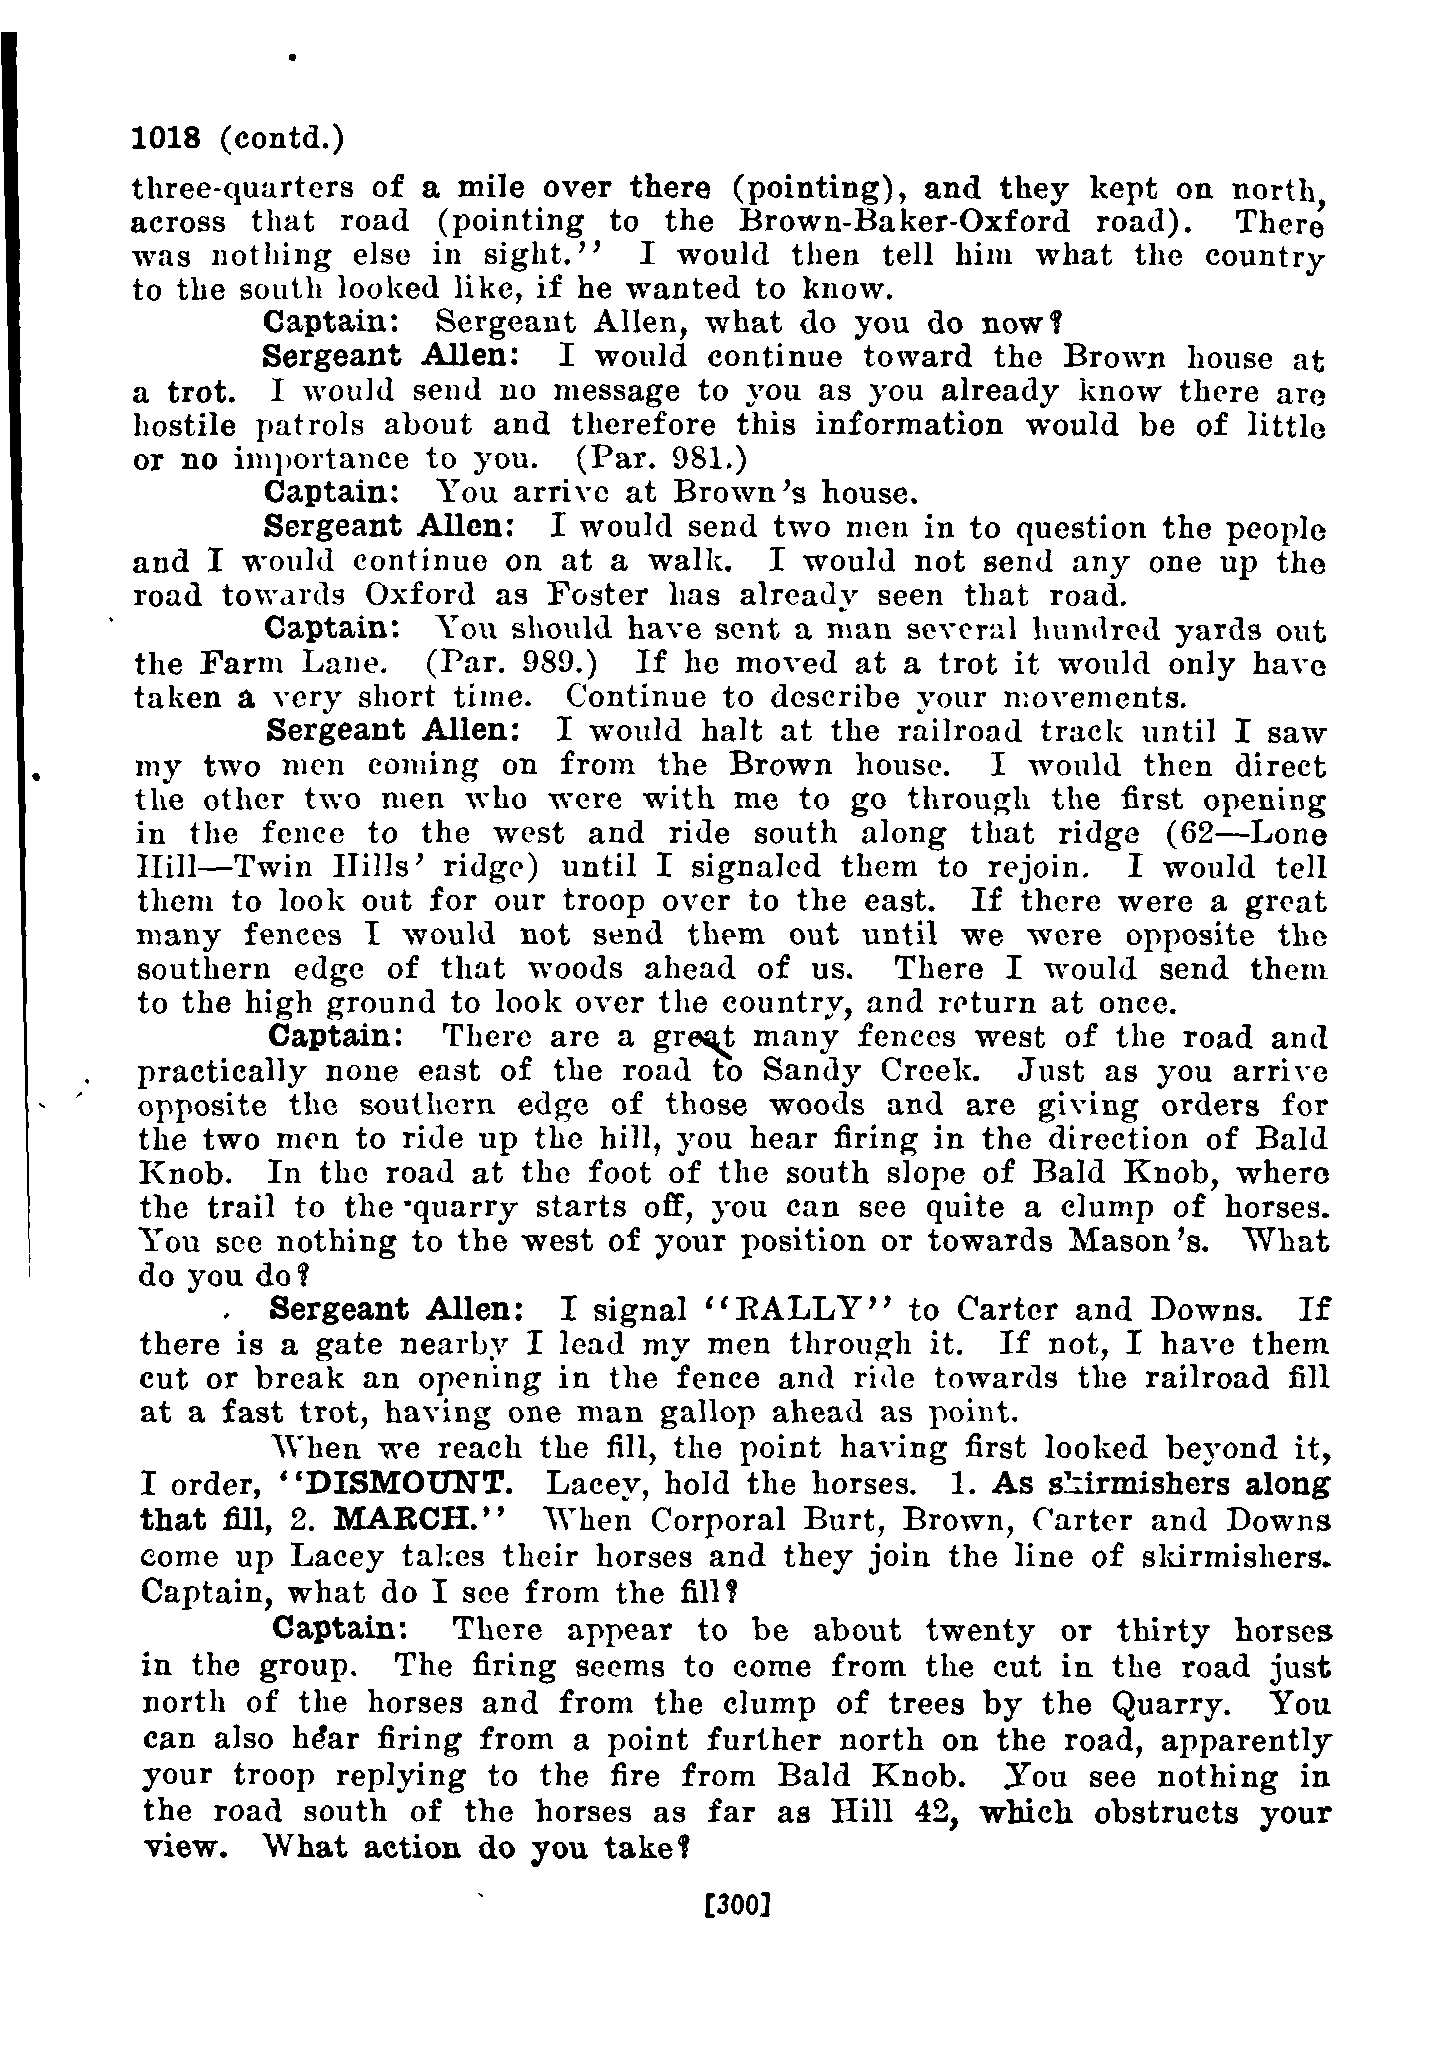 1018 (contd.)
three-quarters of a mile over there (pointing), and they kept on north,
across that road (pointing to the Brown-Baker-Oxford road). There
was nothing else in sight.’’ I would then tell him what the country
to the south looked like, if he wanted to know.
Captain: Sergeant Allen, what do you do now?
Sergeant Allen: I would continue toward the Brown house at
a trot. I would send no message to you as you already know there are
hostile patrols about and therefore this information would be of little
or no importance to you. (Par. 981.)
Captain: You arrive at Brown’s house.
Sergeant Allen: I would send two men in to question the people
and I would continue on at a walk. I would not send any one up the
road towards Oxford as Foster has already seen that road.
Captain: You should have sent a man several hundred yards out
the Farm Lane. (Par. 989.) If he moved at a trot it would only have
taken a very short time. Continue to describe your movements.
Sergeant Allen: I would halt at the railroad track until I saw
my two men coming on from the Brown house. I would then direct
the other two men who were with me to go through the first opening
in the fence to the west and ride south along that ridge (62—Lone
Hill—Twin Hills’ ridge) until I signaled them to rejoin. I would tell
them to look out for our troop over to the east. If there were a great
many fences I would not send them out until we were opposite the
southern edge of that woods ahead of us. There I would send them
to the high ground to look over the country, and return at once.
Captain: There are a great many fences west of the road and
practically none east of the road to Sandy Creek. Just as you arrive
opposite the southern edge of those woods and are giving orders for
the two men to ride up the hill, you hear firing in the direction of Bald
Knob. In the road at the foot of the south slope of Bald Knob, where
the trail to the quarry starts off, you can see quite a clump of horses.
You see nothing to the west of your position or towards Mason’s. What
do you do?
Sergeant Allen: I signal ‘‘RALLY’’ to Carter and Downs. If
there is a gate nearby I lead my men through it. If not, I have them
cut or break an opening in the fence and ride towards the railroad fill
at a fast trot, having one man gallop ahead as point.
When we reach the fill, the point having first looked beyond it,
I order, ‘‘DISMOUNT. Lacey, hold the horses. 1. As skirmishers along
that fill, 2. MARCH.’’ When Corporal Burt, Brown, Carter and Downs
come up Lacey takes their horses and they join the line of skirmishers.
Captain, what do I see from the fill?
Captain: There appear to be about twenty or thirty horses
in the group. The firing seems to come from the cut in the road just
north of the horses and from the clump of trees by the Quarry. You
can also hear firing from a point further north on the road, apparently
your troop replying to the fire from Bald Knob. You see nothing in
the road south of the horses as far as Hill 42, which obstructs your
view. What action do you take?
[300]